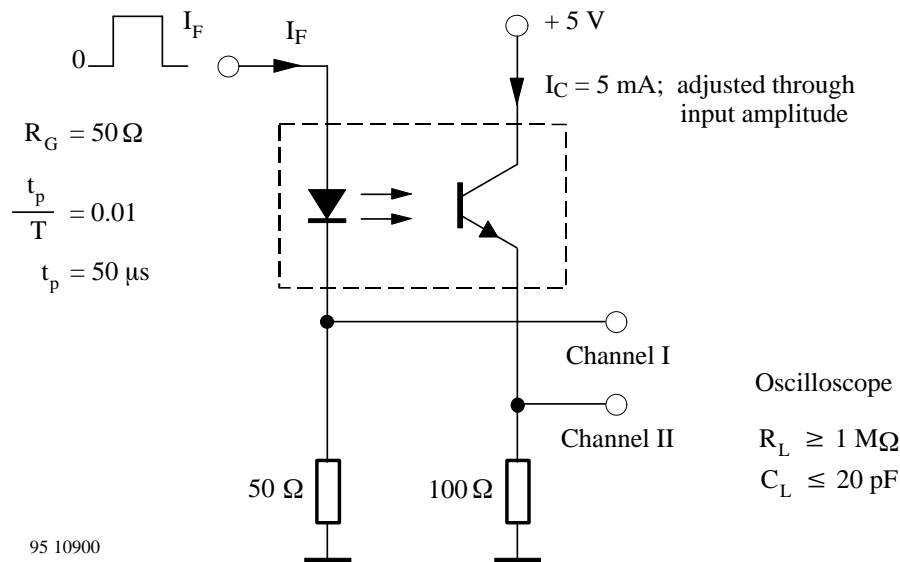 I_F
0
I_F
+ 5 V
I_C = 5 mA; adjusted through
input amplitude
R_G = 50 Ω
t_p
T
= 0.01
t_p = 50 µs
Channel I
Channel II
Oscilloscope
R_L ≥ 1 MΩ
C_L ≤ 20 pF
50 Ω
100 Ω
95 10900